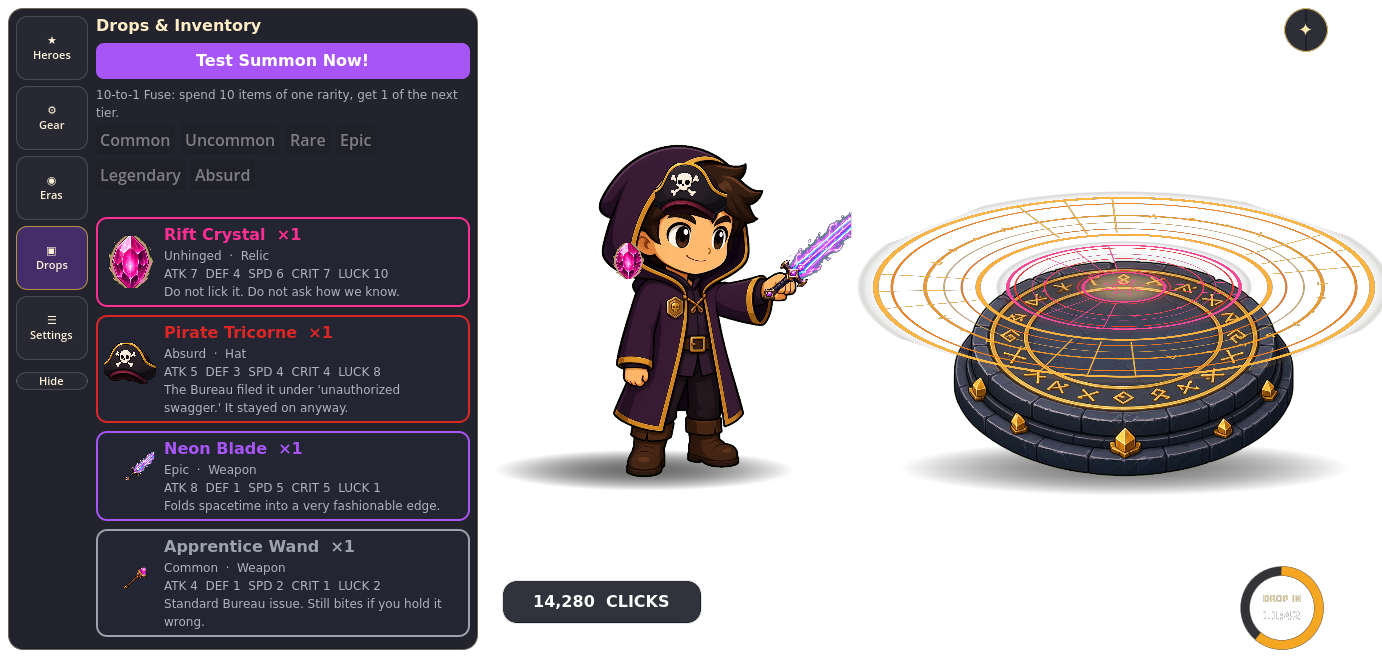 Drops & Inventory
★
Heroes
⚙
Gear
◉
Eras
▣
Drops
☰
Settings
Hide
Test Summon Now!
10-to-1 Fuse: spend 10 items of one rarity, get 1 of the next
tier.
Common Uncommon Rare Epic
Legendary Absurd
Rift Crystal ×1
Unhinged · Relic
ATK 7 DEF 4 SPD 6 CRIT 7 LUCK 10
Do not lick it. Do not ask how we know.
Pirate Tricorne ×1
Absurd · Hat
ATK 5 DEF 3 SPD 4 CRIT 4 LUCK 8
The Bureau filed it under 'unauthorized
swagger.' It stayed on anyway.
Neon Blade ×1
Epic · Weapon
ATK 8 DEF 1 SPD 5 CRIT 5 LUCK 1
Folds spacetime into a very fashionable edge.
Apprentice Wand ×1
Common · Weapon
ATK 4 DEF 1 SPD 2 CRIT 1 LUCK 2
Standard Bureau issue. Still bites if you hold it
wrong.
14,280 CLICKS
✦
DROP IN
11:42